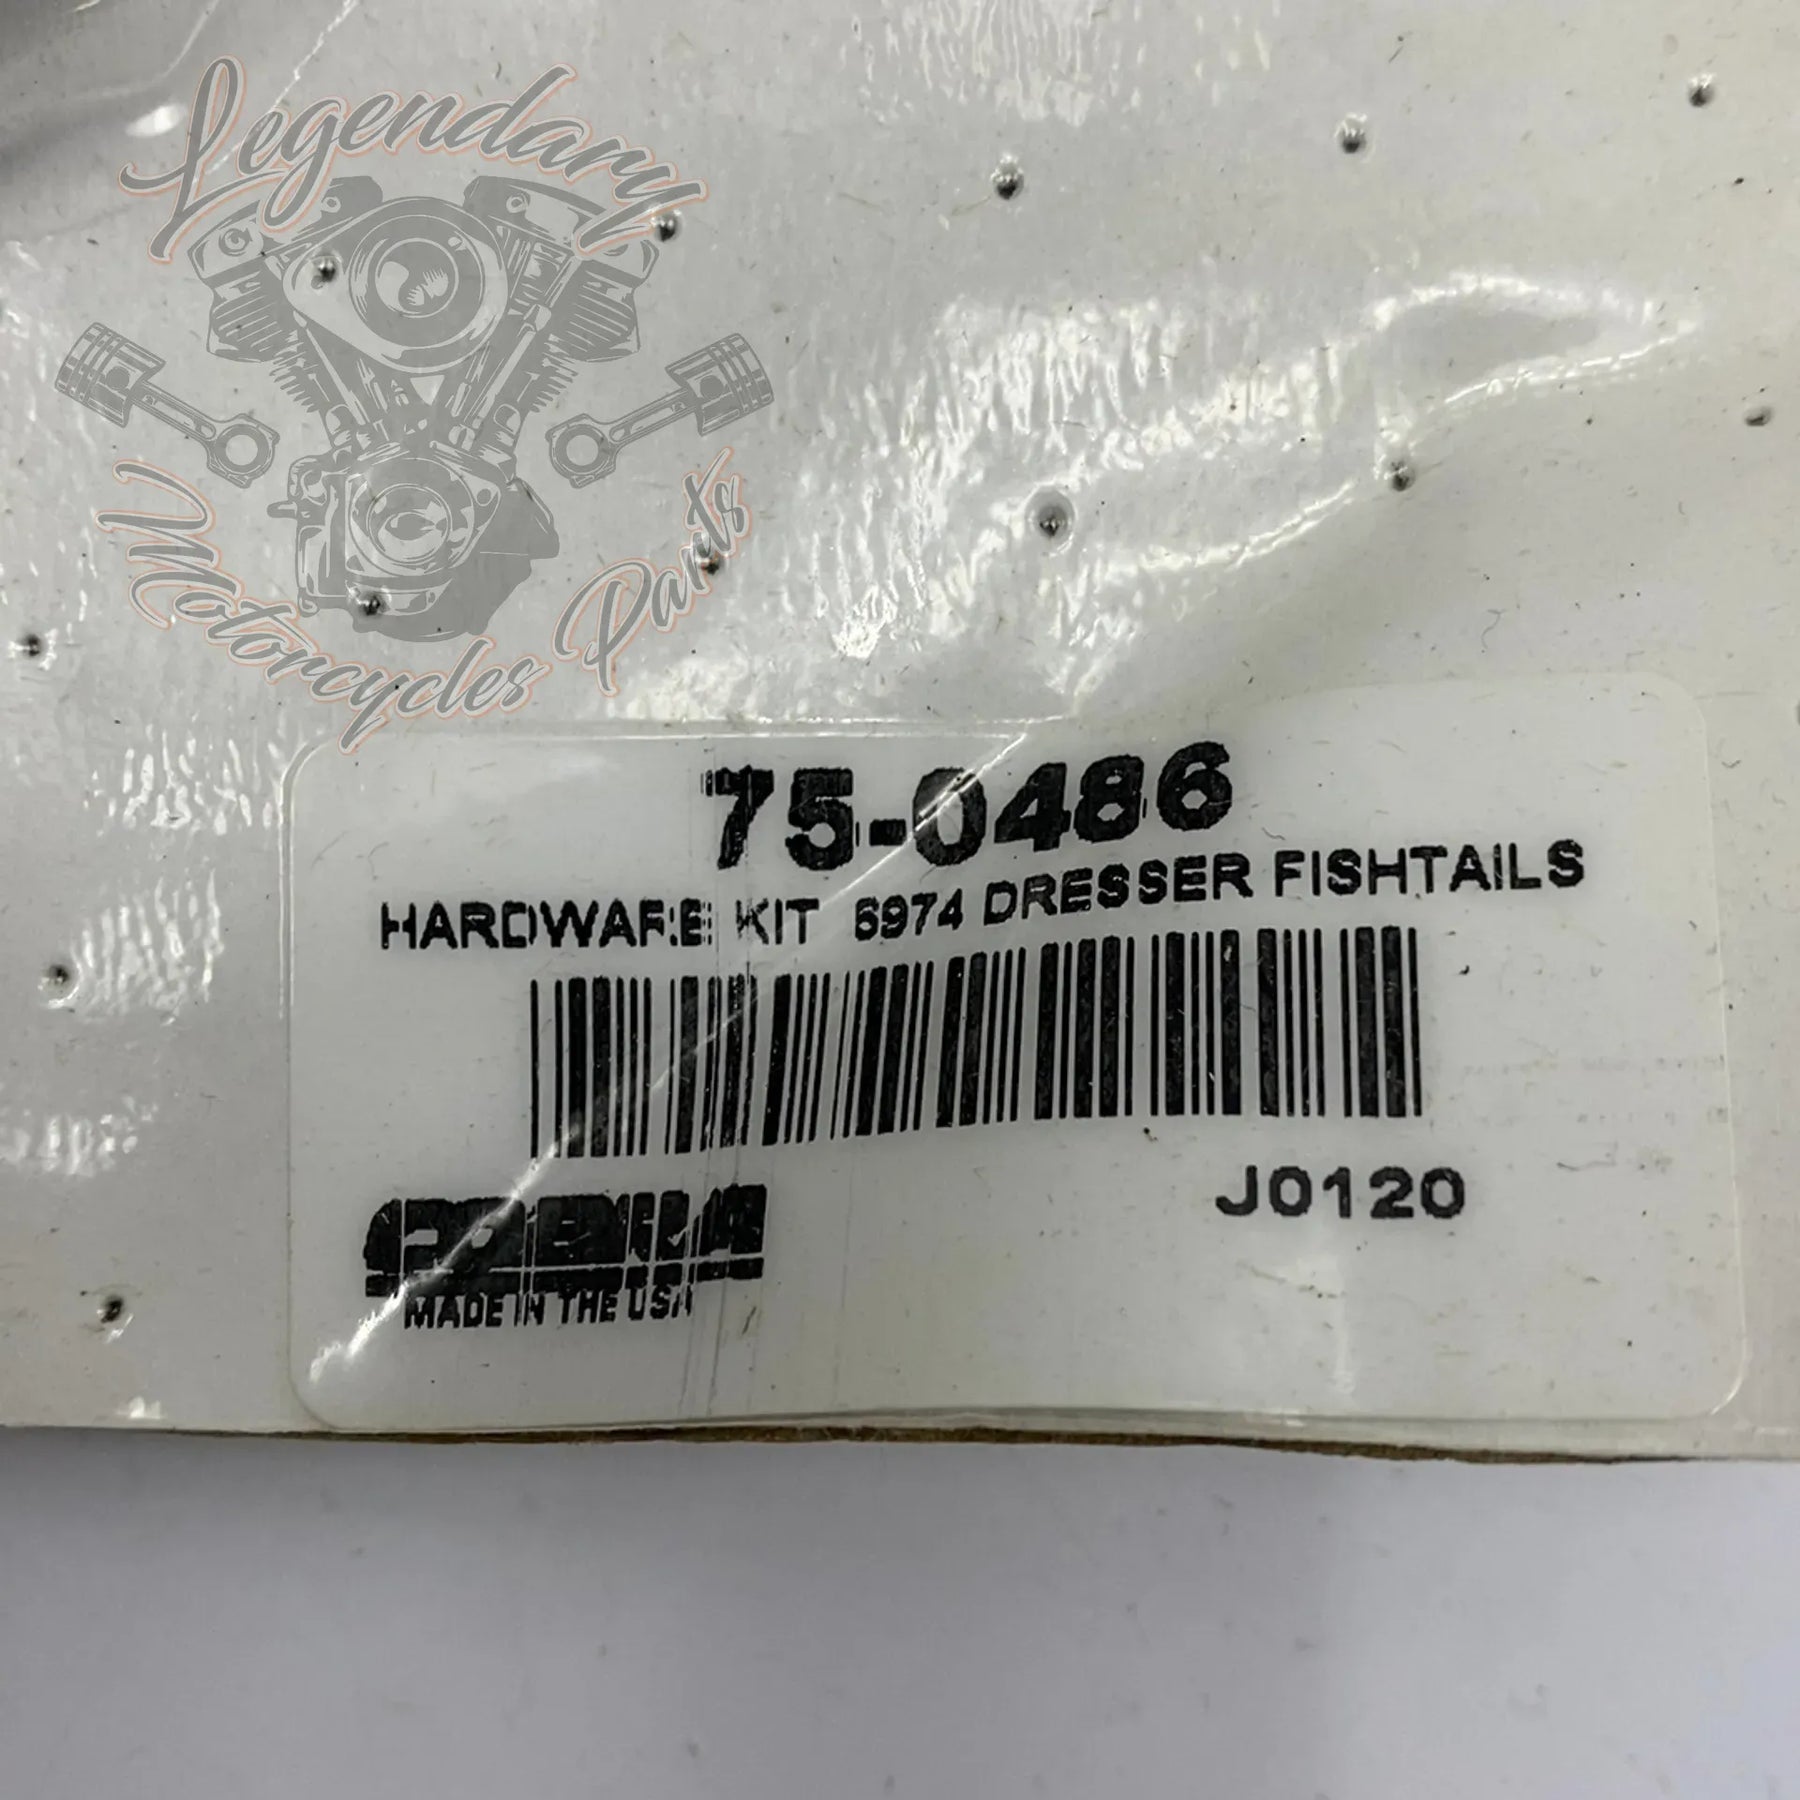 Legendary
Motorcycles Parts
75-0486
HARDWARE KIT 6974 DRESSER FISHTAILS
J0120
MADE IN THE USA